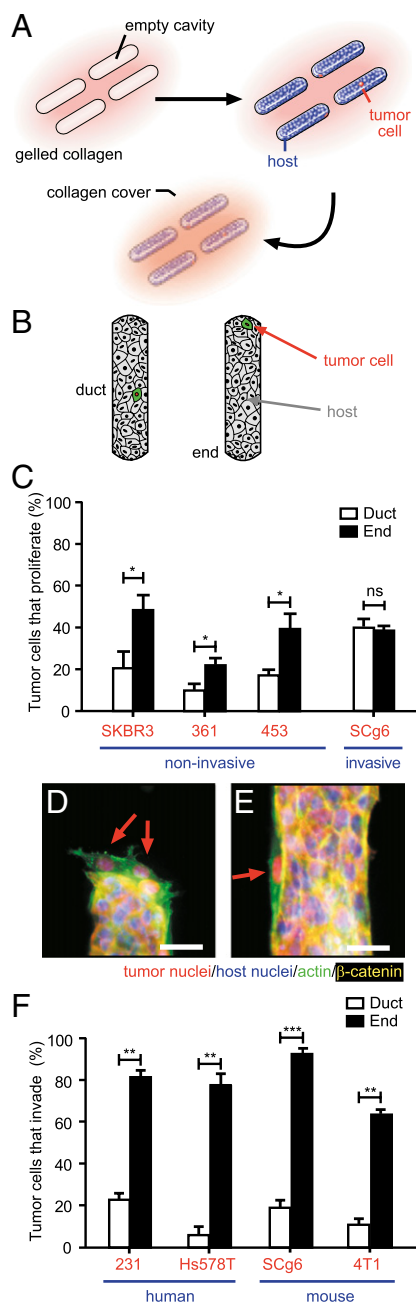 A
empty cavity
gelled collagen
tumor
cell
host
collagen cover
B
duct
tumor cell
host
end
C
Tumor cells that proliferate (%)
100
80
60
40
20
0
Duct
End
*
*
*
ns
SKBR3 361 453 SCg6
non-invasive invasive
D
E
tumor nuclei/host nuclei/actin/β-catenin
F
Tumor cells that invade (%)
100
80
60
40
20
0
Duct
End
**
**
***
**
231 Hs578T SCg6 4T1
human mouse